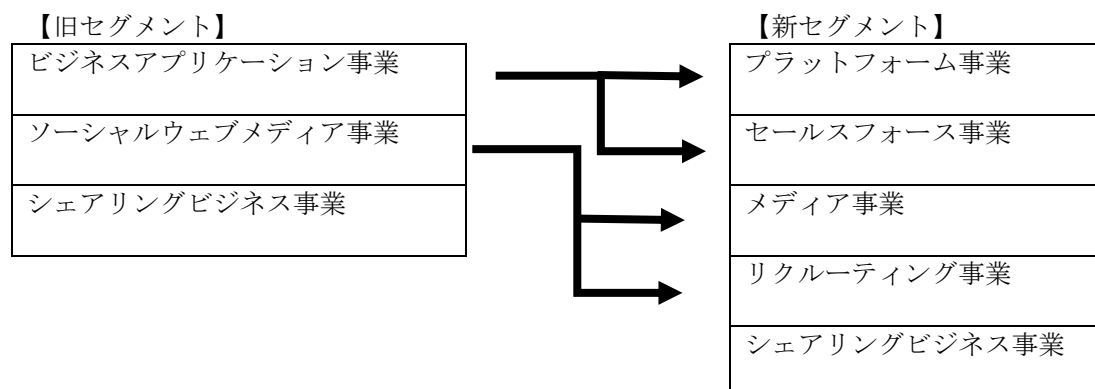 【旧セグメント】
ビジネスアプリケーション事業
ソーシャルウェブメディア事業
シェアリングビジネス事業
【新セグメント】
プラットフォーム事業
セールスフォース事業
メディア事業
リクルーティング事業
シェアリングビジネス事業